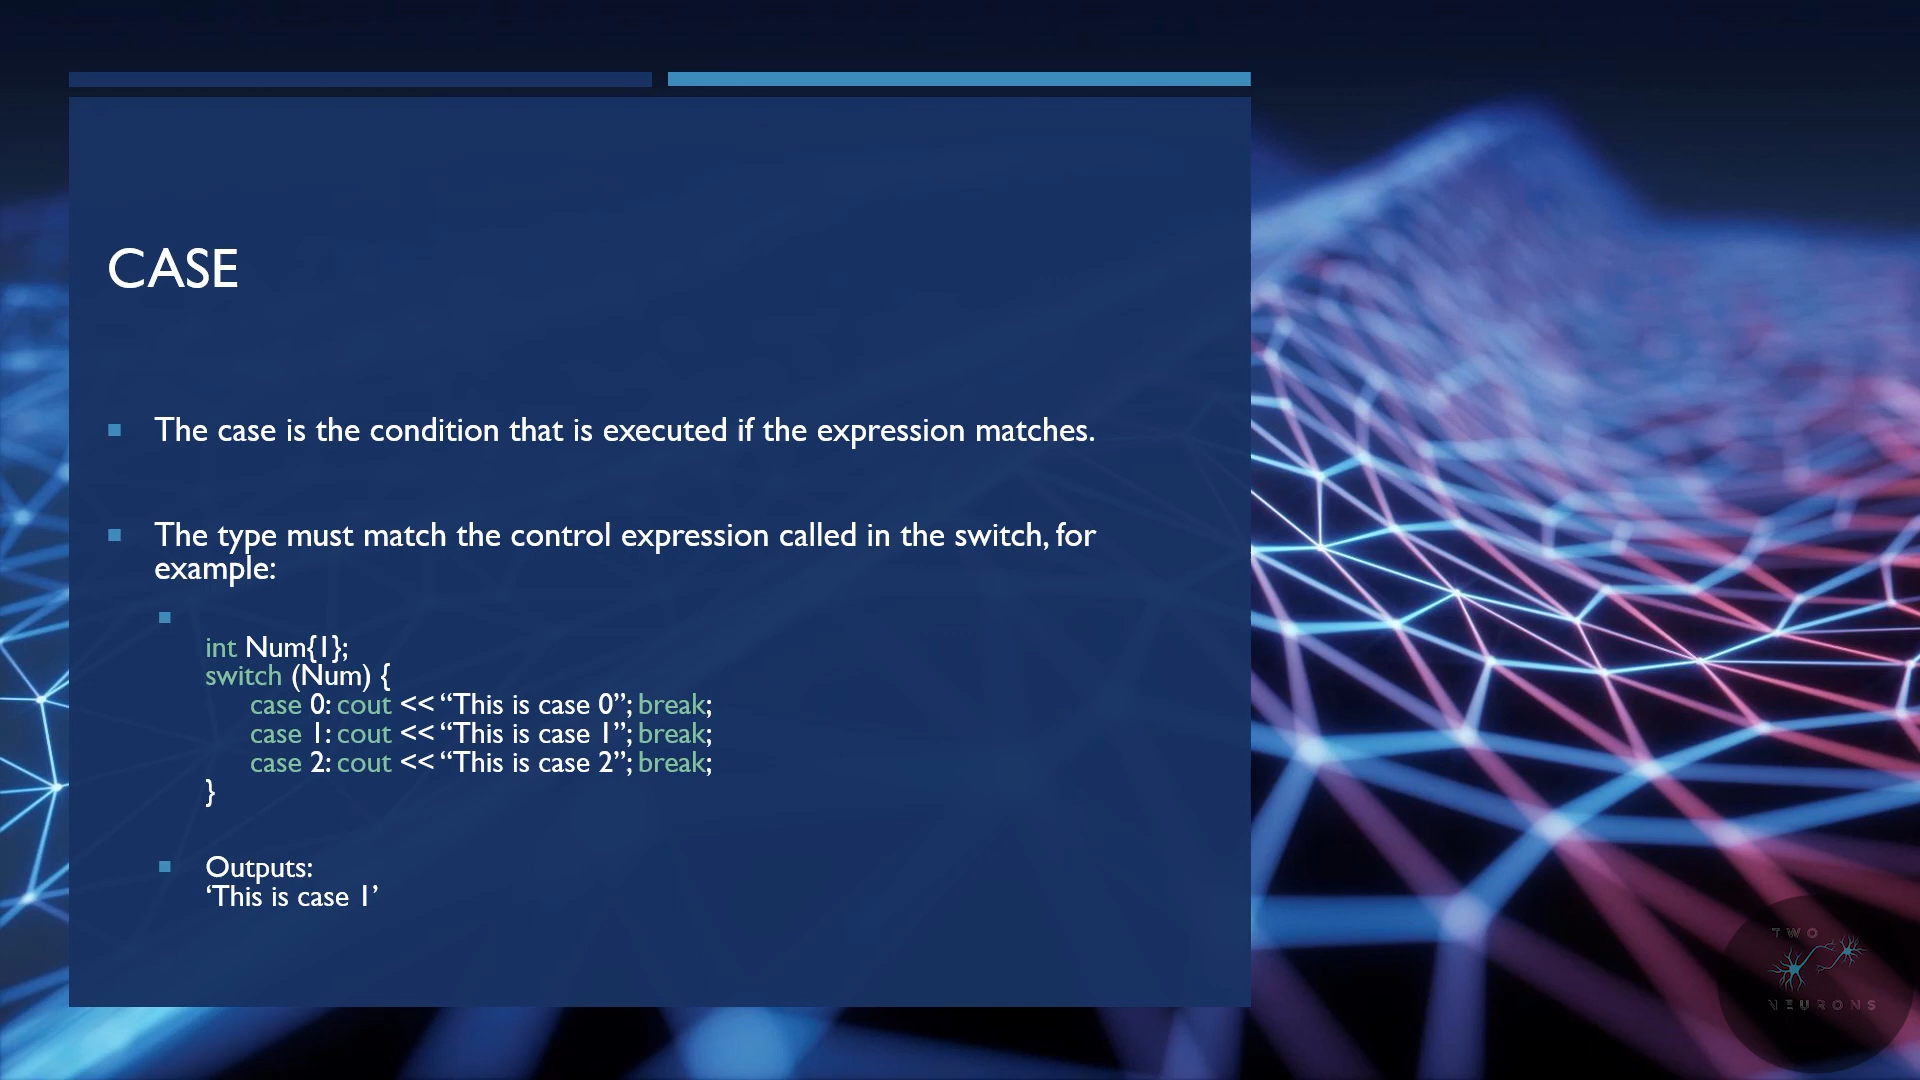 CASE
The case is the condition that is executed if the expression matches.
The type must match the control expression called in the switch, for
example:
int Num{1};
switch (Num) {
case 0: cout << “This is case 0”; break;
case 1: cout << “This is case 1”; break;
case 2: cout << “This is case 2”; break;
}
Outputs:
‘This is case 1’
TWO
NEURONS